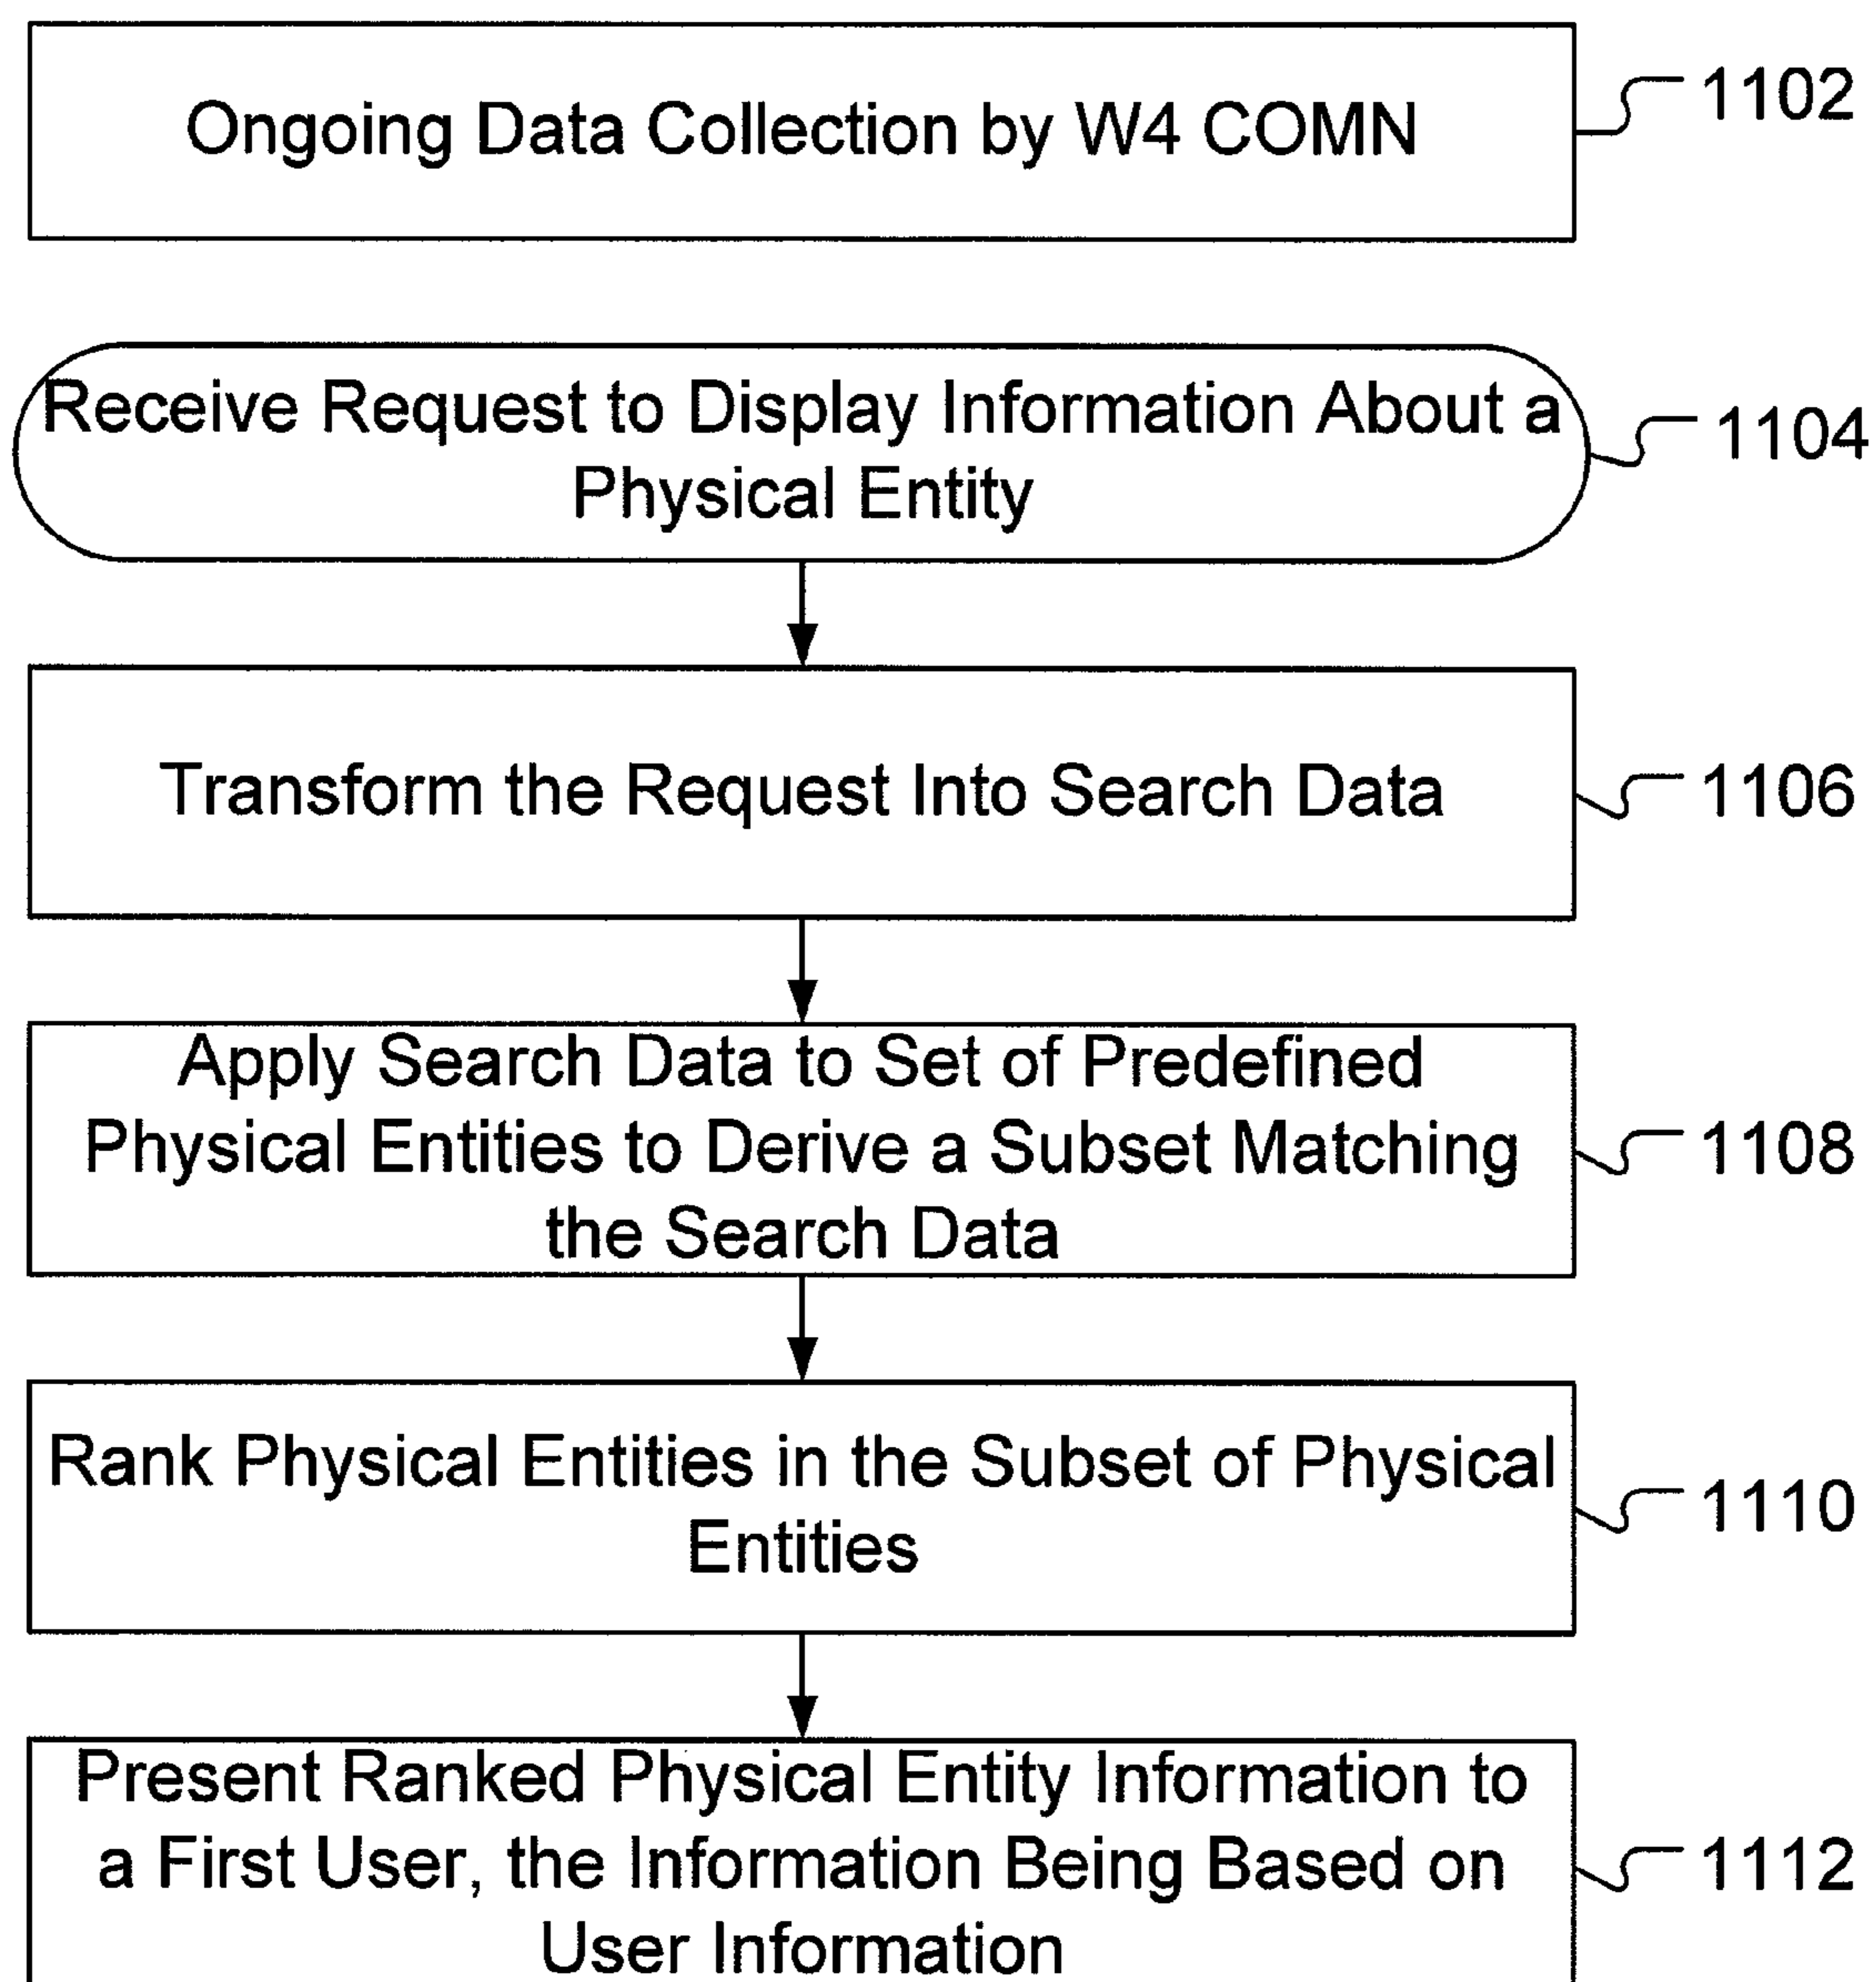 Ongoing Data Collection by W4 COMN
1102
Receive Request to Display Information About a
Physical Entity
1104
Transform the Request Into Search Data
1106
Apply Search Data to Set of Predefined
Physical Entities to Derive a Subset Matching
the Search Data
1108
Rank Physical Entities in the Subset of Physical
Entities
1110
Present Ranked Physical Entity Information to
a First User, the Information Being Based on
User Information
1112